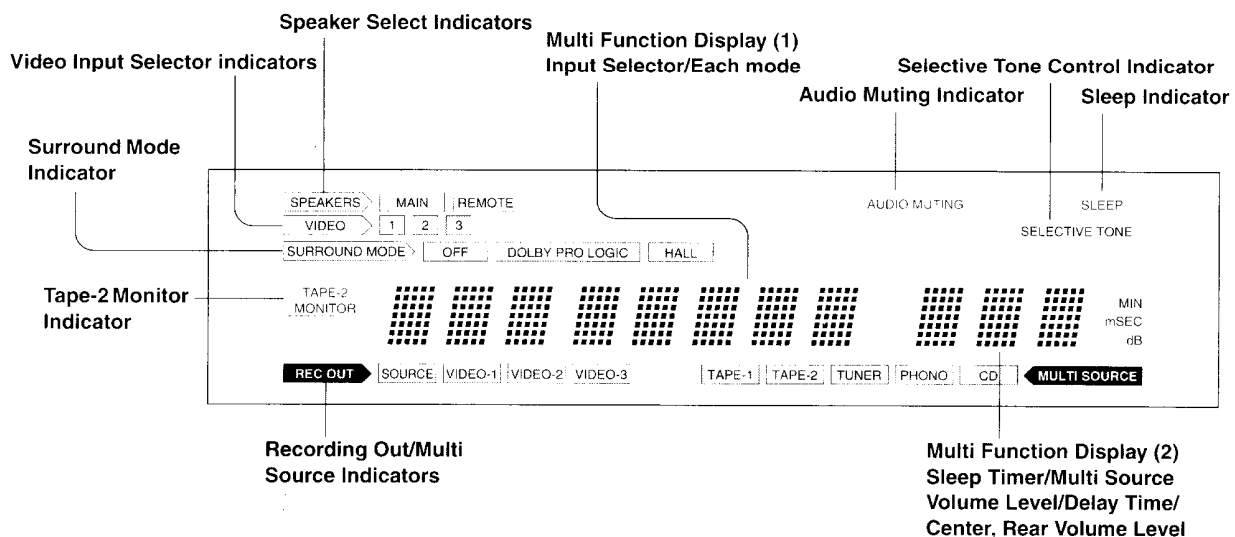 Speaker Select Indicators
Video Input Selector indicators
Multi Function Display (1)
Input Selector/Each mode
Selective Tone Control Indicator
Audio Muting Indicator
Sleep Indicator
Surround Mode
Indicator
SPEAKERS MAIN REMOTE
AUDIO MUTING
SLEEP
VIDEO 1 2 3
SELECTIVE TONE
SURROUND MODE OFF DOLBY PRO LOGIC HALL
Tape-2 Monitor
Indicator
TAPE-2
MONITOR
MIN
mSEC
dB
REC OUT SOURCE VIDEO-1 VIDEO-2 VIDEO-3 TAPE-1 TAPE-2 TUNER PHONO CD MULTI SOURCE
Recording Out/Multi
Source Indicators
Multi Function Display (2)
Sleep Timer/Multi Source
Volume Level/Delay Time/
Center, Rear Volume Level